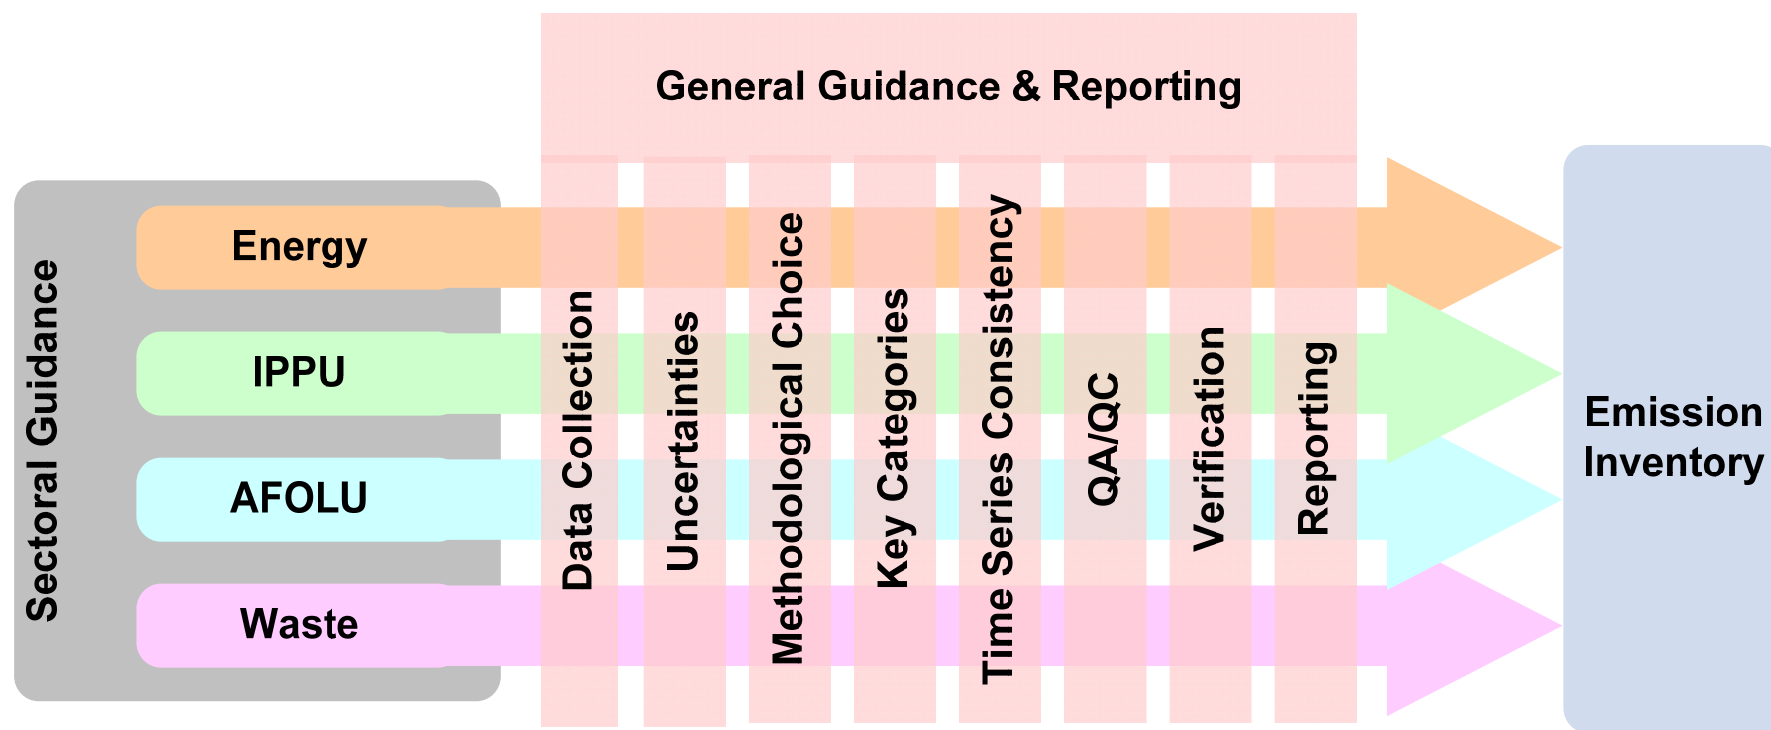 General Guidance & Reporting
Sectoral Guidance
Energy
IPPU
AFOLU
Waste
Data Collection
Uncertainties
Methodological Choice
Key Categories
Time Series Consistency
QA/QC
Verification
Reporting
Emission
Inventory